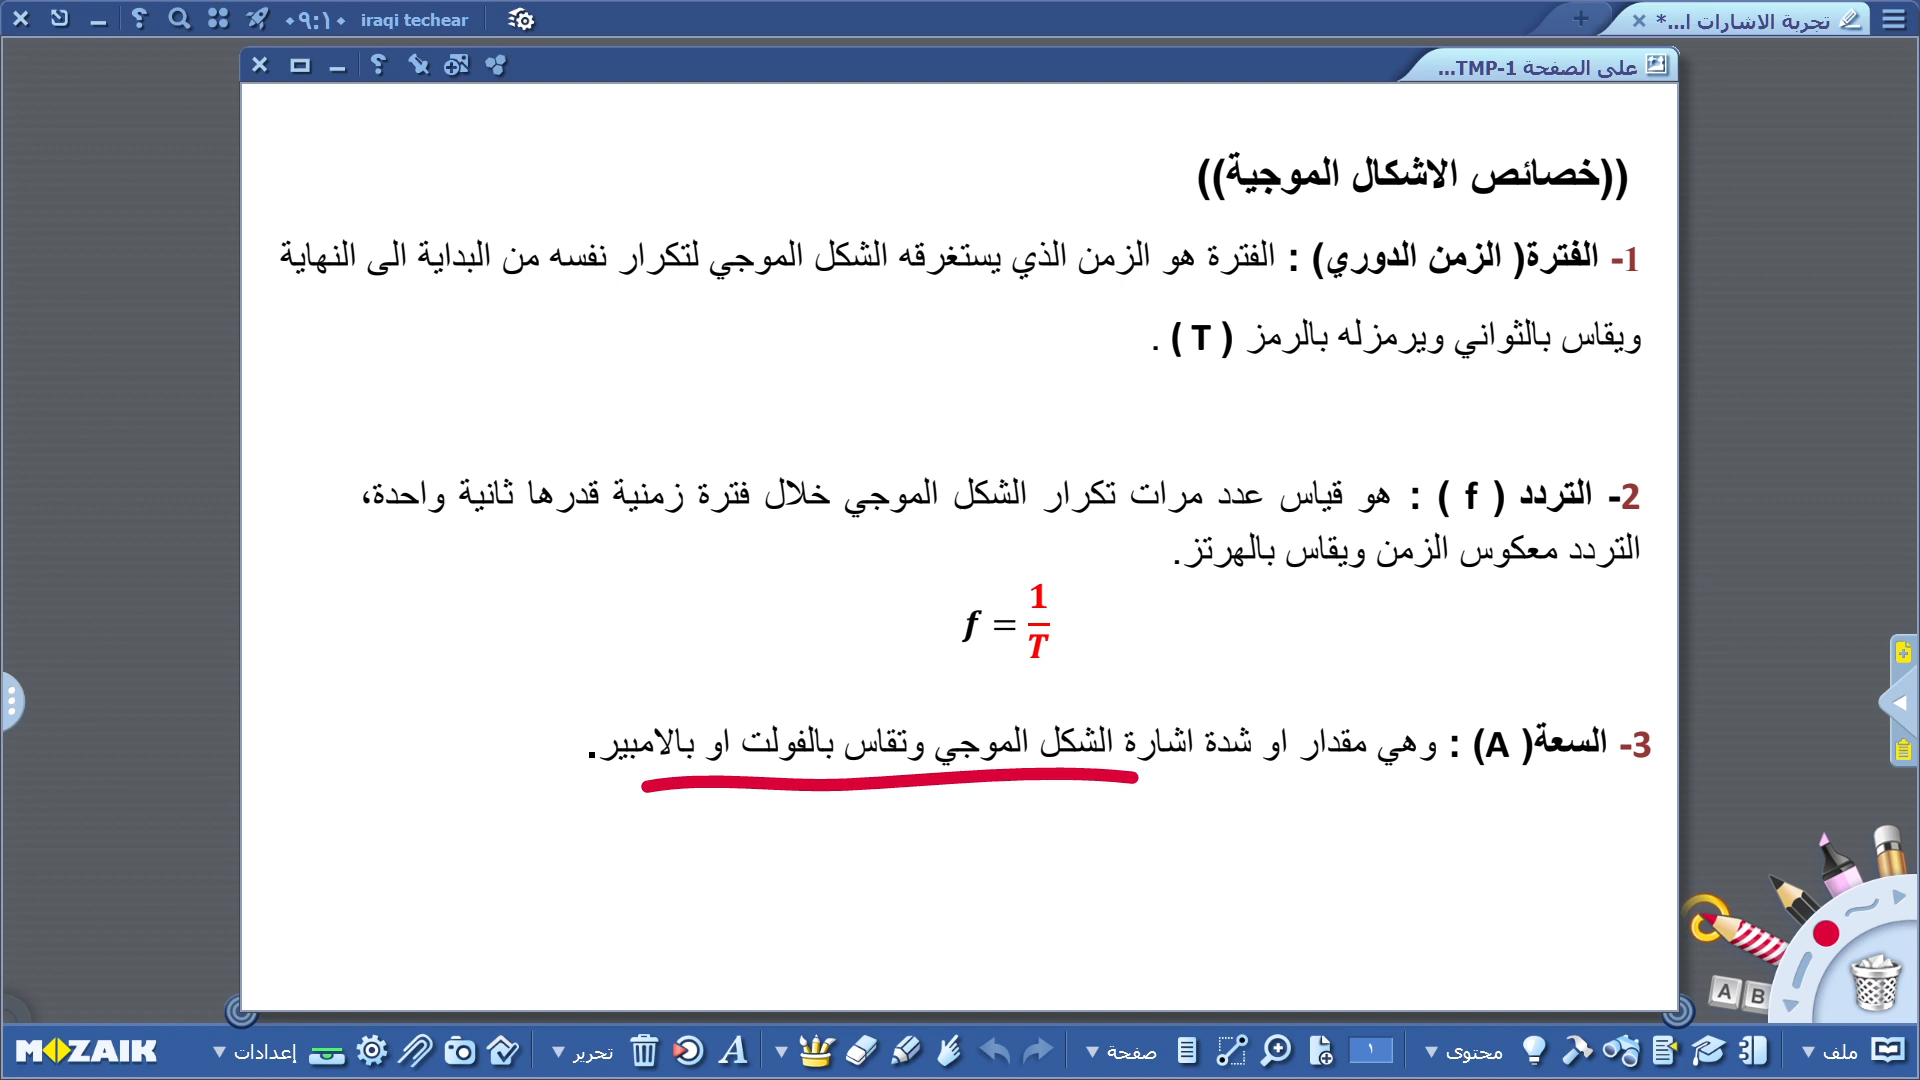 iraqi techear ٠٩:١٠
تجربة الاشارات ا...*
على الصفحة TMP-1...
((خصائص الاشكال الموجية))
1- الفترة( الزمن الدوري) : الفترة هو الزمن الذي يستغرقه الشكل الموجي لتكرار نفسه من البداية الى النهاية
ويقاس بالثواني ويرمزله بالرمز ( T ) .
2- التردد ( f ) : هو قياس عدد مرات تكرار الشكل الموجي خلال فترة زمنية قدرها ثانية واحدة،
التردد معكوس الزمن ويقاس بالهرتز.
f = 1/T
3- السعة( A) : وهي مقدار او شدة اشارة الشكل الموجي وتقاس بالفولت او بالامبير.
A B
ملف
محتوى
١
صفحة
تحرير
إعدادات
MOZAIK